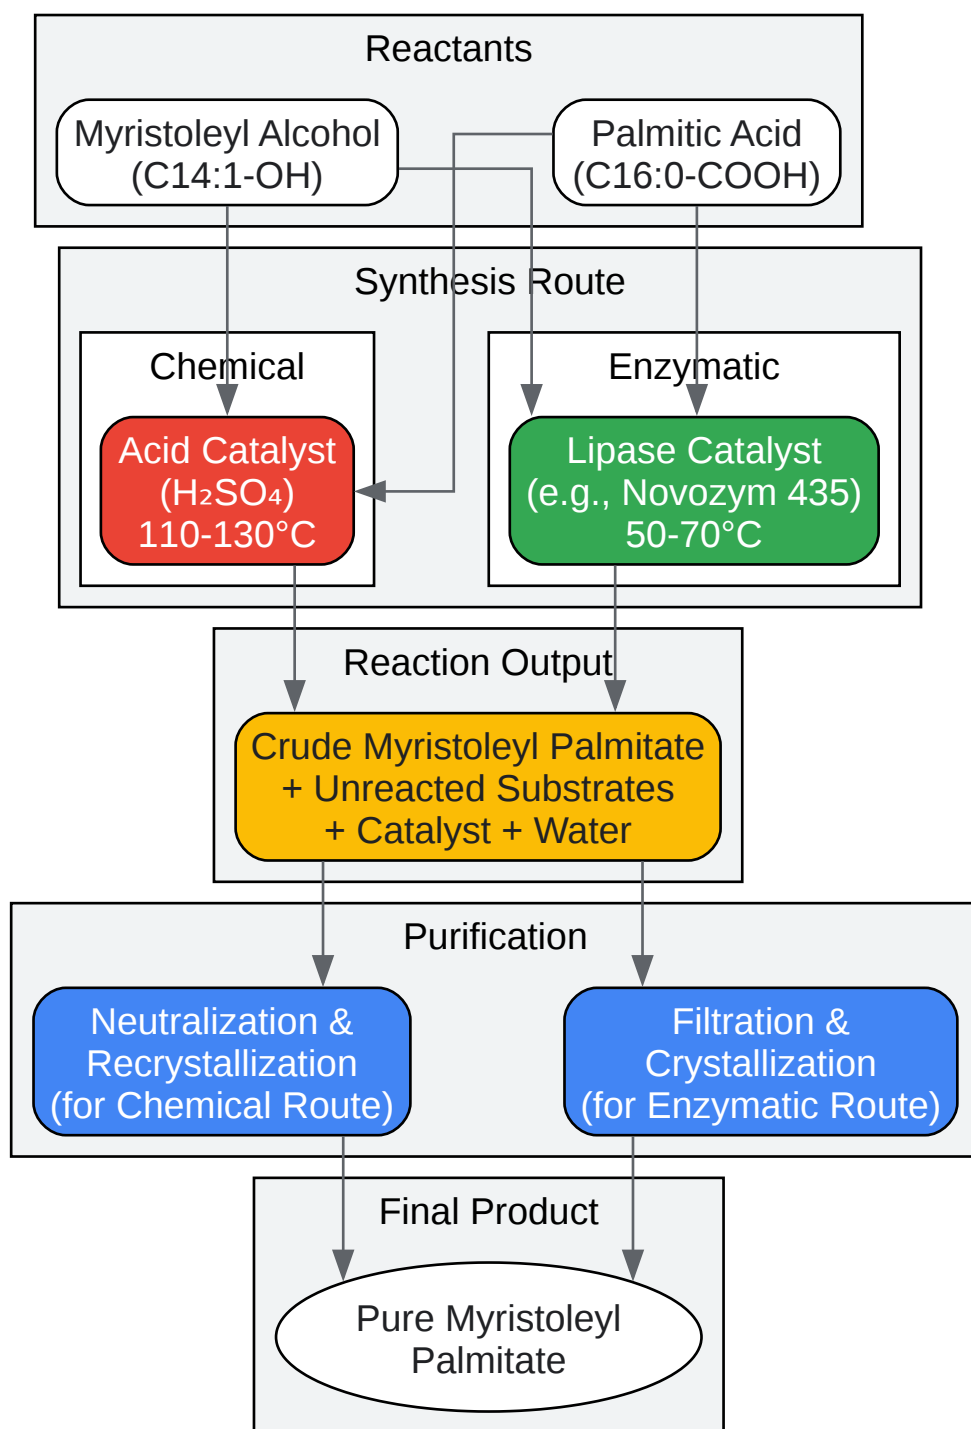 Reactants
Myristoleyl Alcohol
(C14:1-OH)
Palmitic Acid
(C16:0-COOH)
Synthesis Route
Chemical
Enzymatic
Acid Catalyst
(H₂SO₄)
110-130°C
Lipase Catalyst
(e.g., Novozym 435)
50-70°C
Reaction Output
Crude Myristoleyl Palmitate
+ Unreacted Substrates
+ Catalyst + Water
Purification
Neutralization &
Recrystallization
(for Chemical Route)
Filtration &
Crystallization
(for Enzymatic Route)
Final Product
Pure Myristoleyl
Palmitate